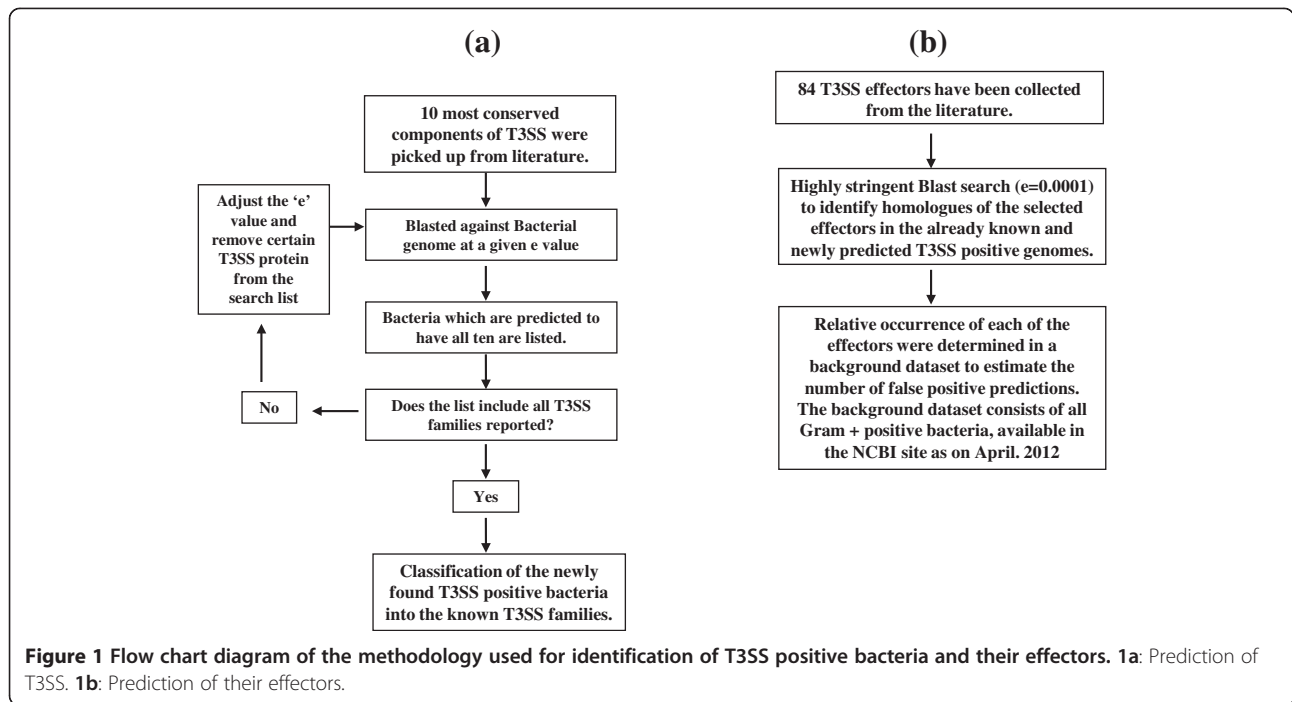 (a)
10 most conserved
components of T3SS were
picked up from literature.
Adjust the ‘e’
value and
remove certain
T3SS protein
from the
search list
Blasted against Bacterial
genome at a given e value
Bacteria which are predicted to
have all ten are listed.
No
Does the list include all T3SS
families reported?
Yes
Classification of the newly
found T3SS positive bacteria
into the known T3SS families.
(b)
84 T3SS effectors have been collected
from the literature.
Highly stringent Blast search (e=0.0001)
to identify homologues of the selected
effectors in the already known and
newly predicted T3SS positive genomes.
Relative occurrence of each of the
effectors were determined in a
background dataset to estimate the
number of false positive predictions.
The background dataset consists of all
Gram + positive bacteria, available in
the NCBI site as on April. 2012
Figure 1 Flow chart diagram of the methodology used for identification of T3SS positive bacteria and their effectors. 1a: Prediction of
T3SS. 1b: Prediction of their effectors.